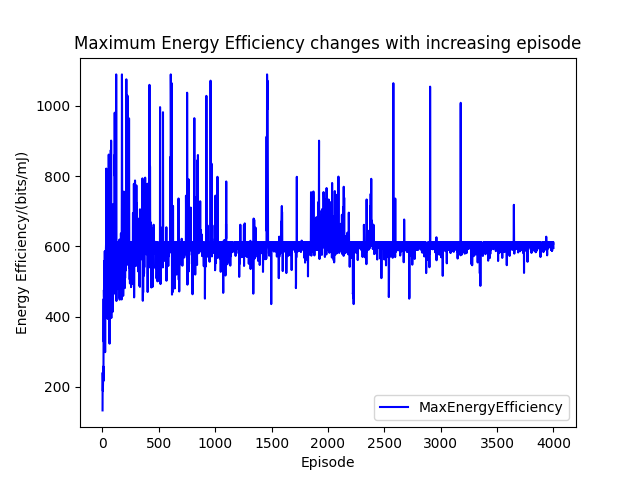 Maximum Energy Efficiency changes with increasing episode
Energy Efficiency/(bits/mJ)
1000
800
600
400
200
MaxEnergyEfficiency
0 500 1000 1500 2000 2500 3000 3500 4000
Episode